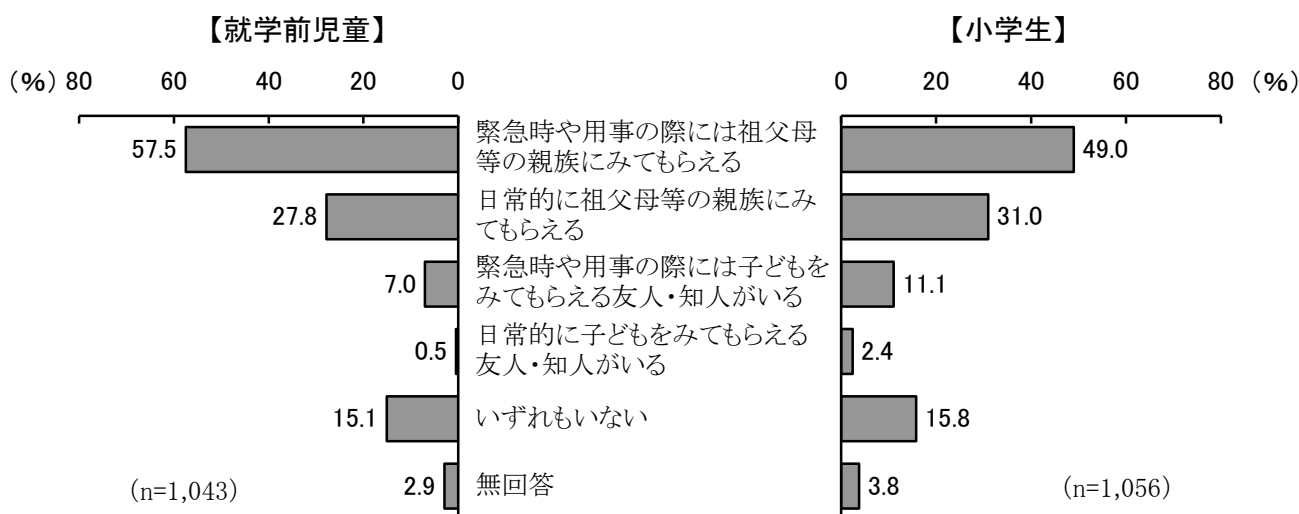 【就学前児童】
【小学生】
（％） 80 60 40 20 0
0 20 40 60 80 （％）
57.5
緊急時や用事の際には祖父母
等の親族にみてもらえる
49.0
27.8
日常的に祖父母等の親族にみ
てもらえる
31.0
7.0
緊急時や用事の際には子どもを
みてもらえる友人・知人がいる
11.1
0.5
日常的に子どもをみてもらえる
友人・知人がいる
2.4
15.1
いずれもいない
15.8
2.9
無回答
3.8
（n=1,043）
（n=1,056）